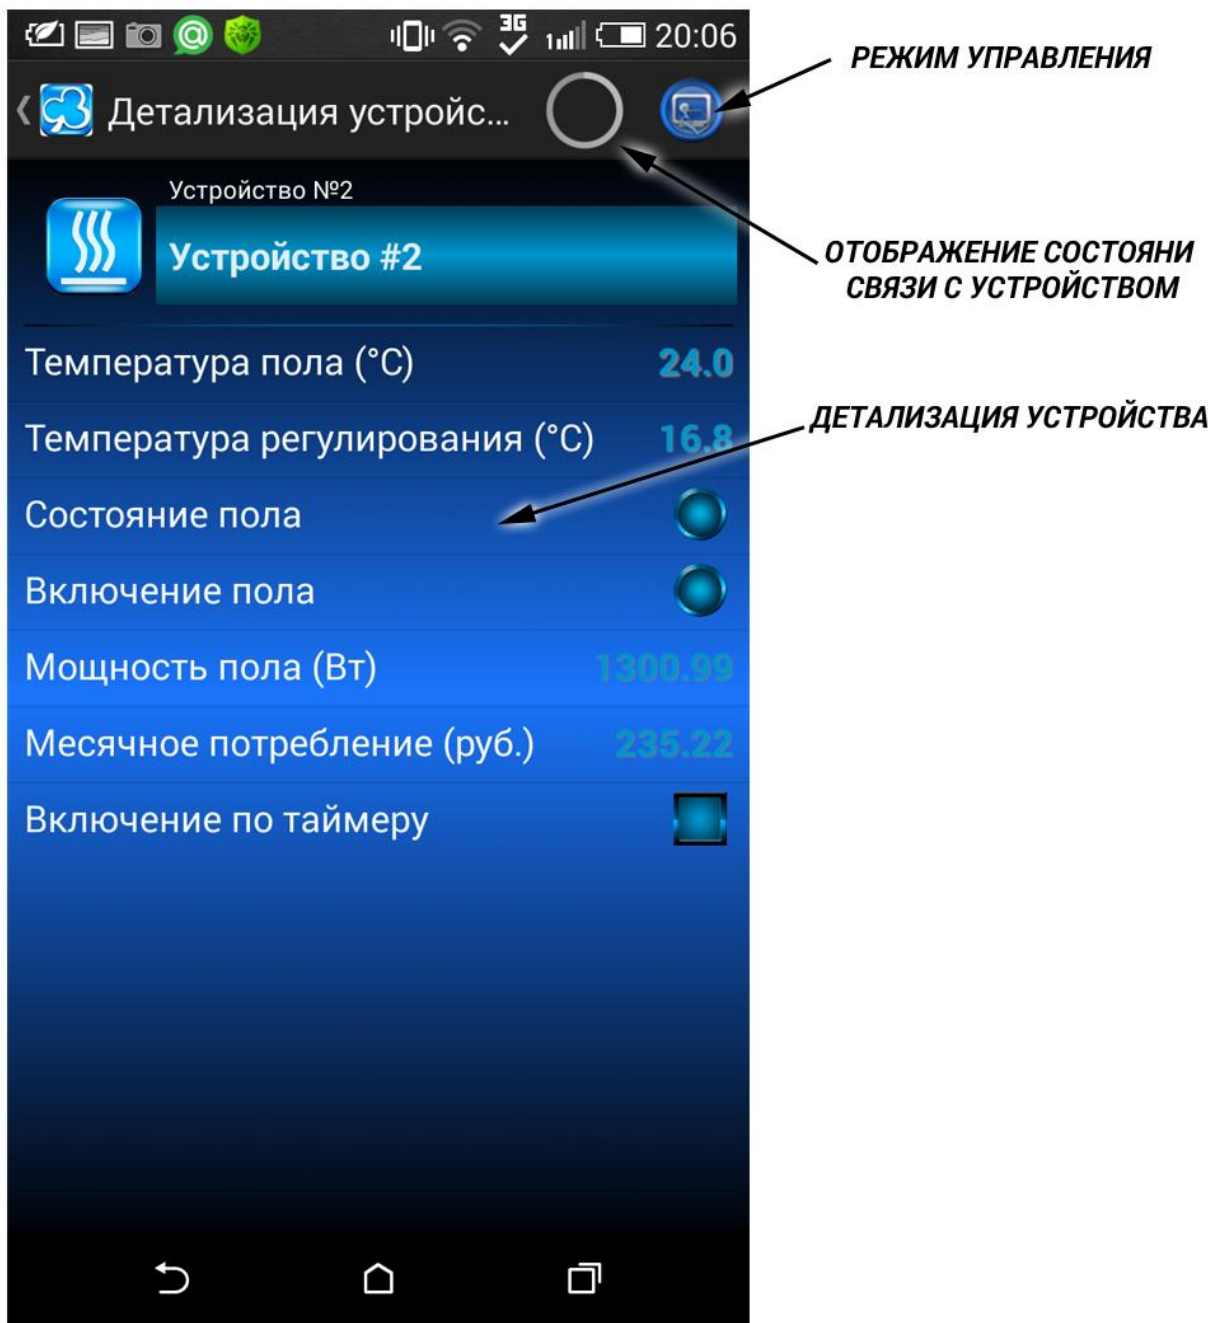 3G
20:06
РЕЖИМ УПРАВЛЕНИЯ
Детализация устройс...
Устройство №2
Устройство #2
ОТОБРАЖЕНИЕ СОСТОЯНИ
СВЯЗИ С УСТРОЙСТВОМ
Температура пола (°C) 24.0
ДЕТАЛИЗАЦИЯ УСТРОЙСТВА
Температура регулирования (°C) 16.8
Состояние пола
Включение пола
Мощность пола (Вт) 1300.99
Месячное потребление (руб.) 235.22
Включение по таймеру